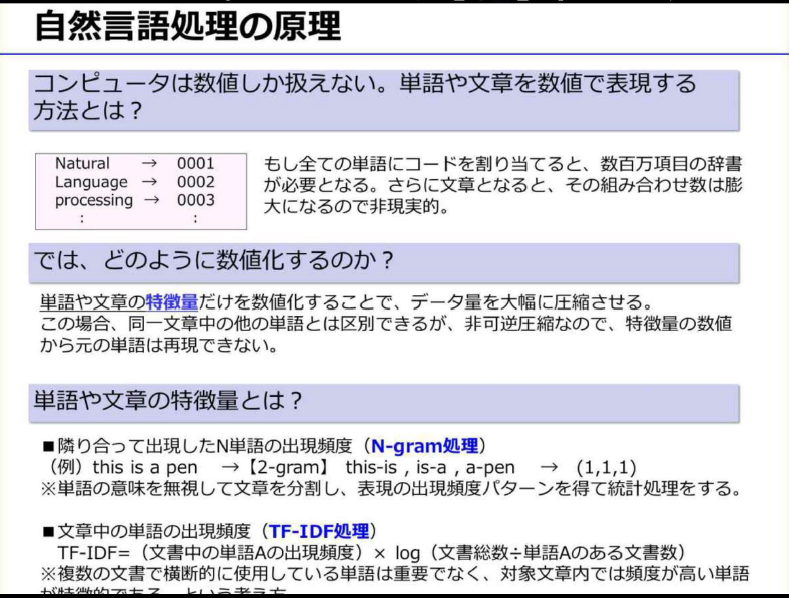 自然言語処理の原理
コンピュータは数値しか扱えない。単語や文章を数値で表現する
方法とは？
Natural → 0001
Language → 0002
processing → 0003
: :
もし全ての単語にコードを割り当てると、数百万項目の辞書
が必要となる。さらに文章となると、その組み合わせ数は膨
大になるので非現実的。
では、どのように数値化するのか？
単語や文章の特徴量だけを数値化することで、データ量を大幅に圧縮させる。
この場合、同一文章中の他の単語とは区別できるが、非可逆圧縮なので、特徴量の数値
から元の単語は再現できない。
単語や文章の特徴量とは？
■隣り合って出現したN単語の出現頻度（N-gram処理）
（例）this is a pen →【2-gram】 this-is , is-a , a-pen → (1,1,1)
※単語の意味を無視して文章を分割し、表現の出現頻度パターンを得て統計処理をする。
■文章中の単語の出現頻度（TF-IDF処理）
TF-IDF=（文書中の単語Aの出現頻度）× log（文書総数÷単語Aのある文書数）
※複数の文書で横断的に使用している単語は重要でなく、対象文章内では頻度が高い単語
が特徴的である、という考え方